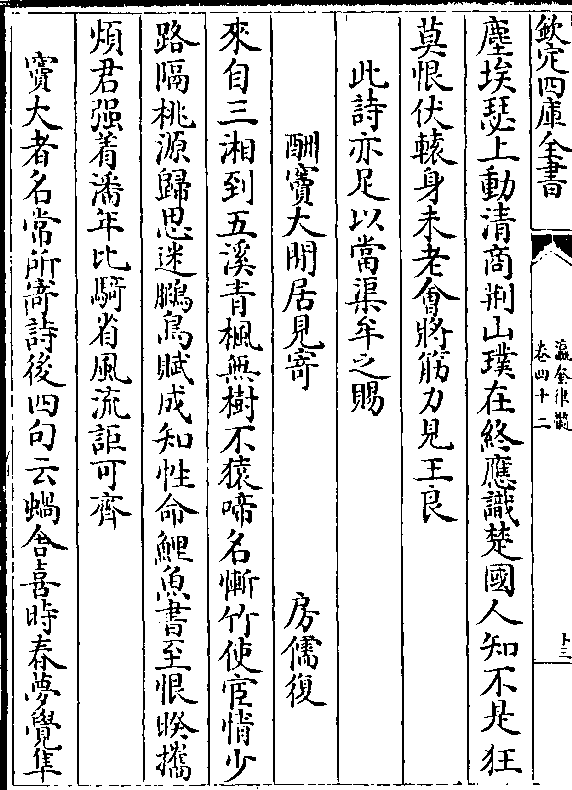 欽定四庫全書
瀛奎律髓
卷四十二
十三
塵埃瑟上動清商荆山璞在終應識楚國人知不是狂
莫恨伏轅身未老會將筋力見王良
此詩亦足以當渠牟之賜
酬竇大閒居見寄
房儒復
來自三湘到五溪青楓無樹不猿啼名慚竹使宦情少
路隔桃源歸思迷鵩鳥賦成知性命鯉魚書至恨暌攜
煩君强着潘年比騎省風流詎可齊
竇大者名常所寄詩後四句云蝸舍喜時春夢覺隼